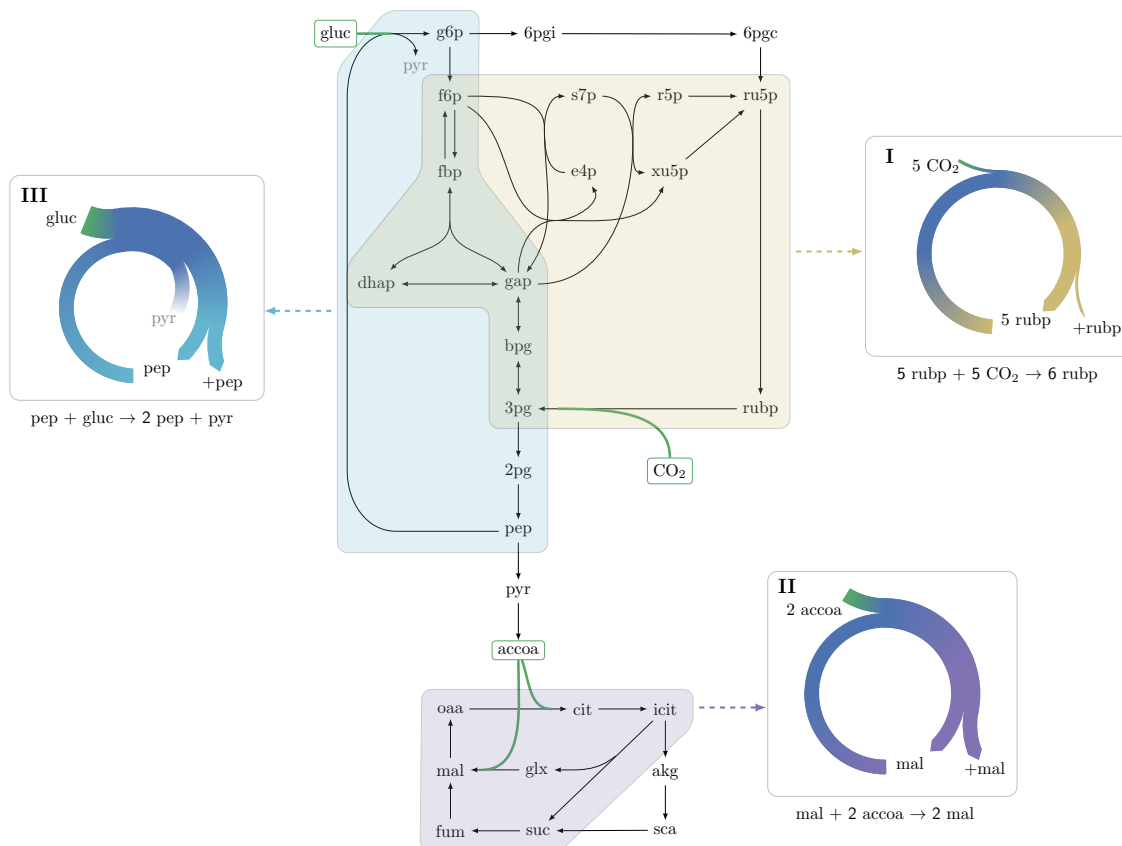 gluc
g6p
6pgi
6pgc
pyr
f6p
s7p
r5p
ru5p
fbp
e4p
xu5p
dhap
gap
bpg
3pg
rubp
CO₂
2pg
pep
pyr
accoa
oaa
cit
icit
mal
glx
akg
fum
suc
sca
III
gluc
pyr
pep
+pep
pep + gluc → 2 pep + pyr
I
5 CO₂
5 rubp
+rubp
5 rubp + 5 CO₂ → 6 rubp
II
2 accoa
mal
+mal
mal + 2 accoa → 2 mal